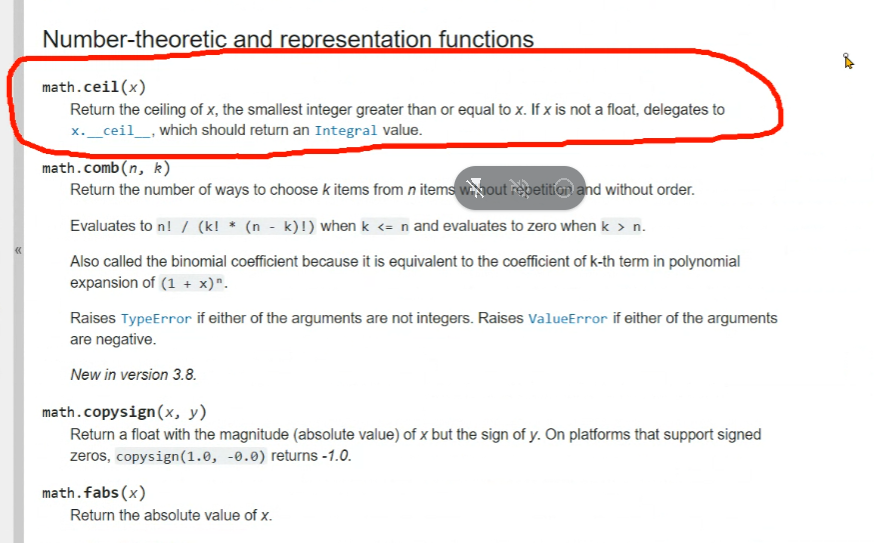 Number-theoretic and representation functions
math.ceil(x)
Return the ceiling of x, the smallest integer greater than or equal to x. If x is not a float, delegates to
x.__ceil__, which should return an Integral value.
math.comb(n, k)
Return the number of ways to choose k items from n items without repetition and without order.
Evaluates to n! / (k! * (n - k)!) when k <= n and evaluates to zero when k > n.
Also called the binomial coefficient because it is equivalent to the coefficient of k-th term in polynomial
expansion of (1 + x)ⁿ.
Raises TypeError if either of the arguments are not integers. Raises ValueError if either of the arguments
are negative.
New in version 3.8.
math.copysign(x, y)
Return a float with the magnitude (absolute value) of x but the sign of y. On platforms that support signed
zeros, copysign(1.0, -0.0) returns -1.0.
math.fabs(x)
Return the absolute value of x.